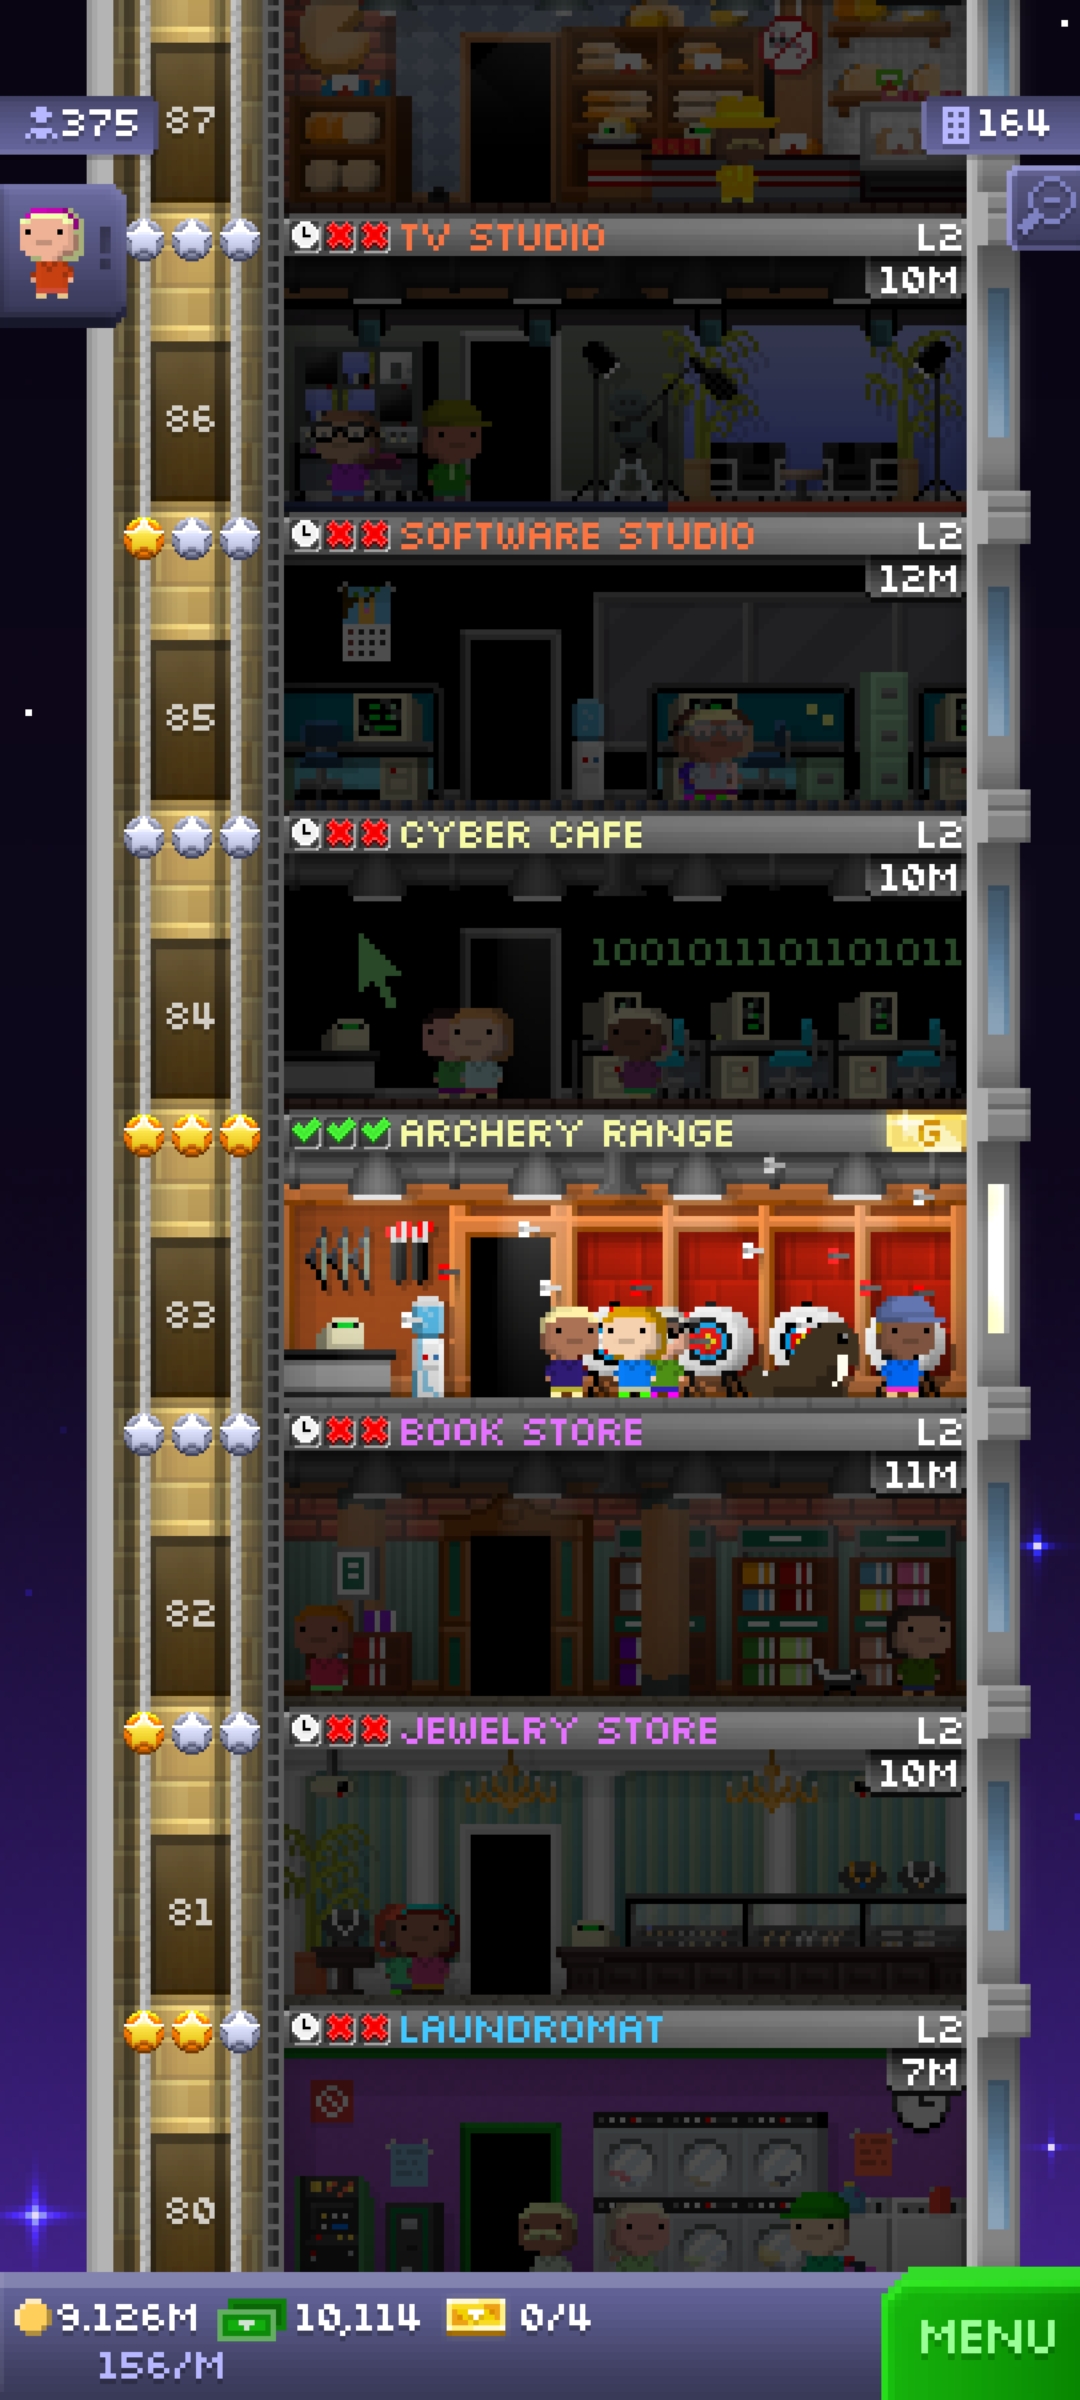 375
87
164
TV STUDIO L2
10M
86
SOFTWARE STUDIO L2
12M
85
CYBER CAFE L2
10M
1001011101101011
84
ARCHERY RANGE G
83
BOOK STORE L2
11M
82
JEWELRY STORE L2
10M
81
LAUNDROMAT L2
7M
80
9.126M 10,114 0/4
156/M
MENU